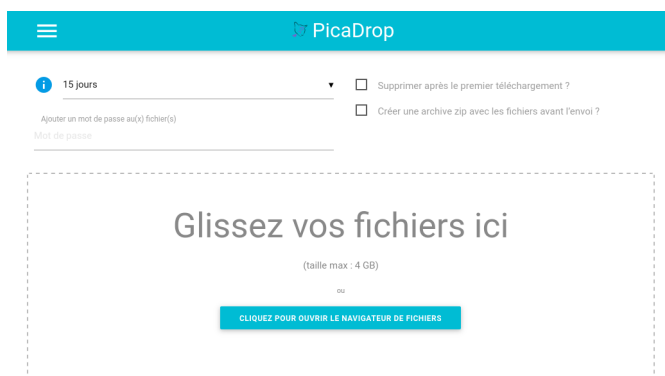 PicaDrop
15 jours
Supprimer après le premier téléchargement ?
Créer une archive zip avec les fichiers avant l'envoi ?
Ajouter un mot de passe au(x) fichier(s)
Mot de passe
Glissez vos fichiers ici
(taille max : 4 GB)
ou
CLIQUEZ POUR OUVRIR LE NAVIGATEUR DE FICHIERS